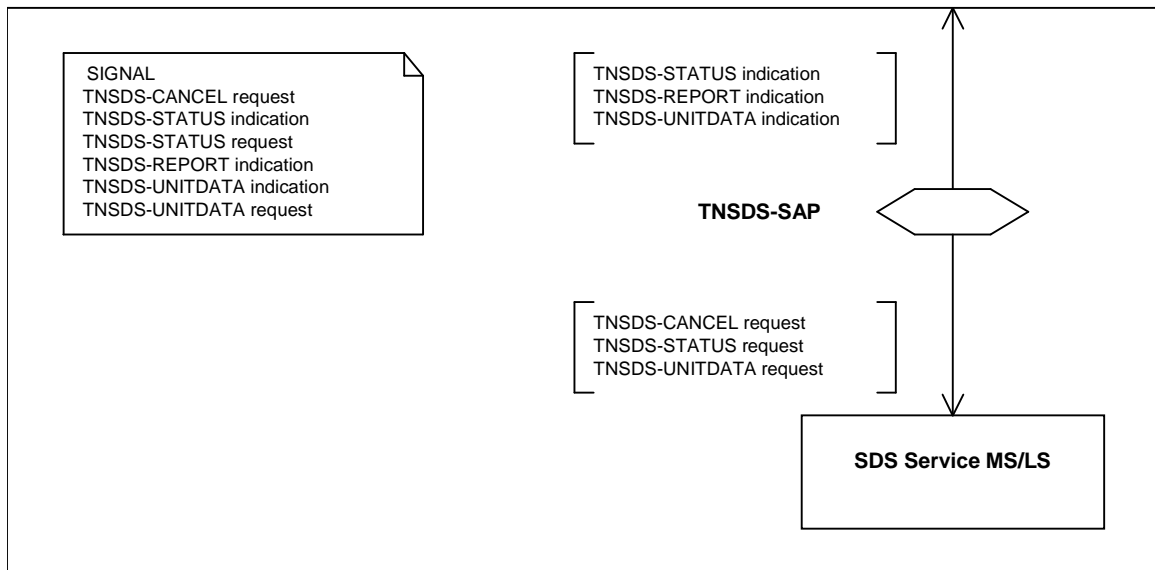 SIGNAL
TNSDS-CANCEL request
TNSDS-STATUS indication
TNSDS-STATUS request
TNSDS-REPORT indication
TNSDS-UNITDATA indication
TNSDS-UNITDATA request
TNSDS-STATUS indication
TNSDS-REPORT indication
TNSDS-UNITDATA indication
TNSDS-SAP
TNSDS-CANCEL request
TNSDS-STATUS request
TNSDS-UNITDATA request
SDS Service MS/LS